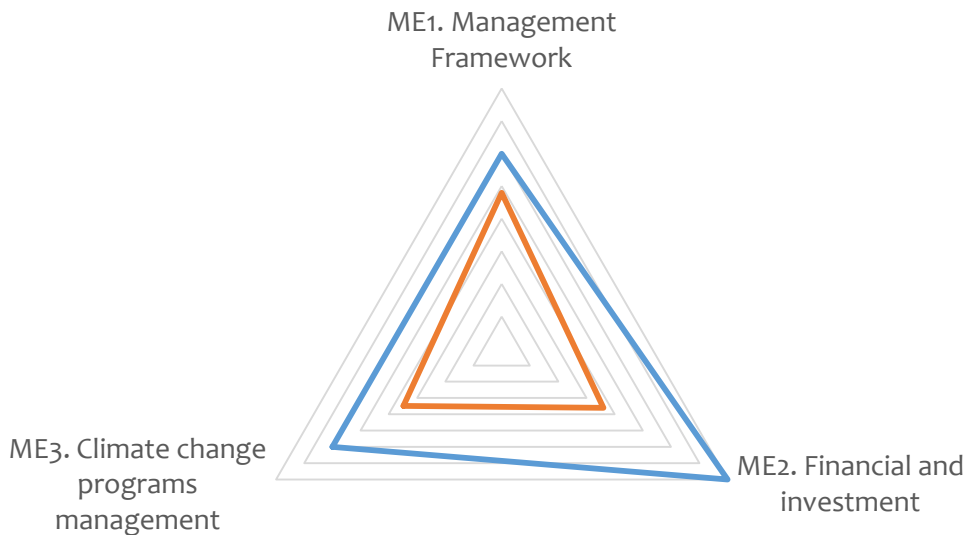 ME1. Management
Framework
ME3. Climate change
programs
management
ME2. Financial and
investment